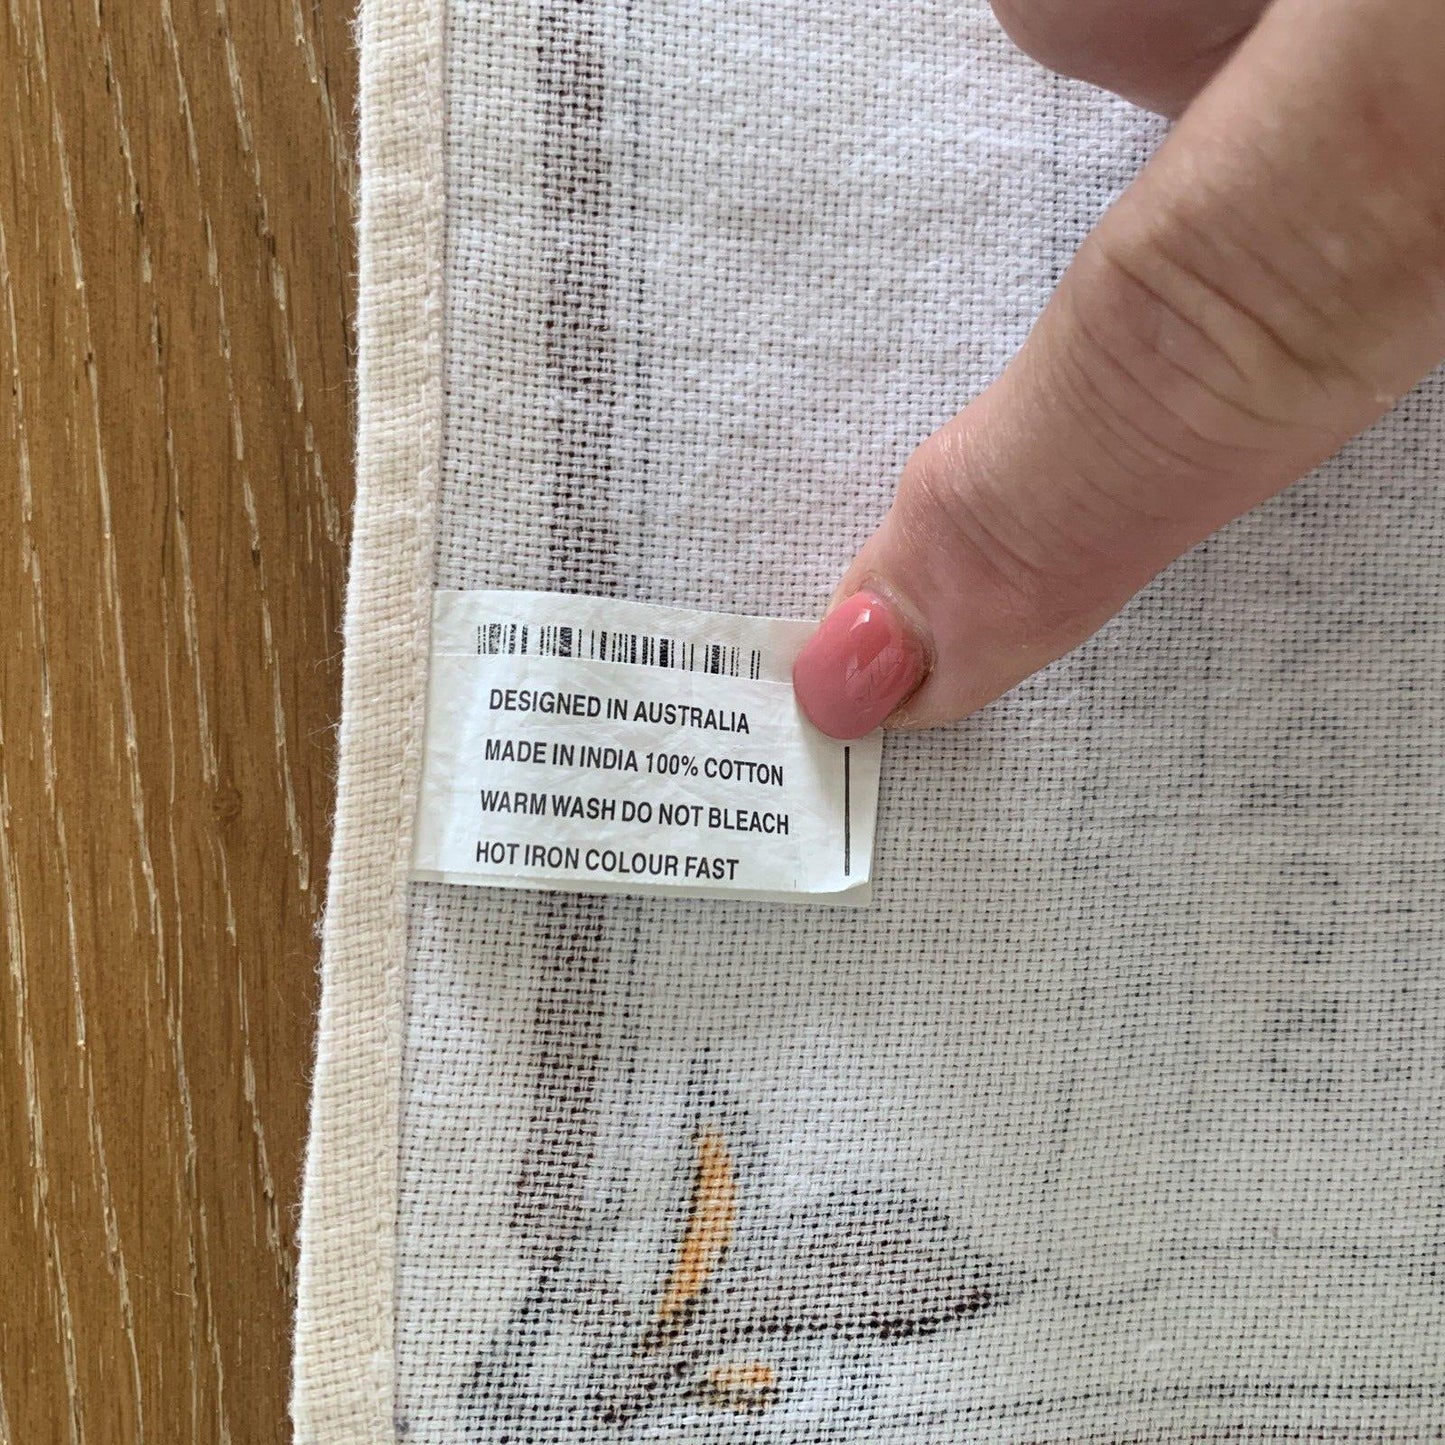 DESIGNED IN AUSTRALIA
MADE IN INDIA 100% COTTON
WARM WASH DO NOT BLEACH
HOT IRON COLOUR FAST